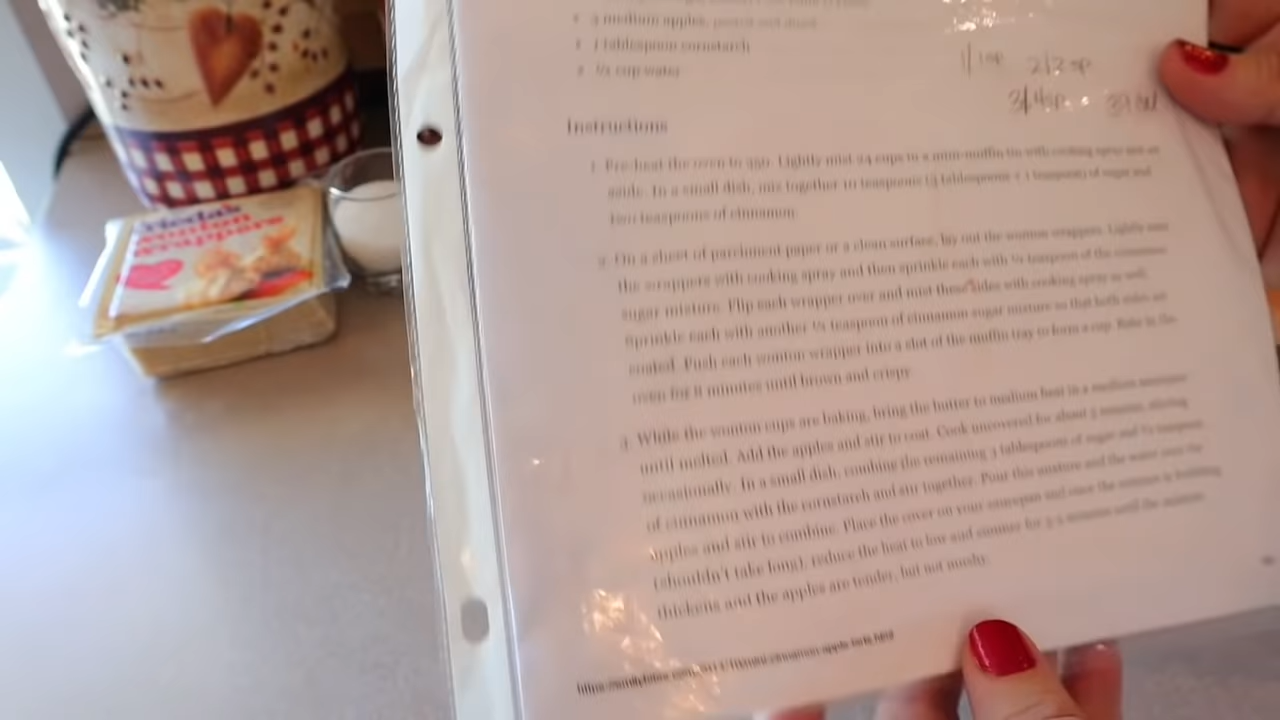 3 medium apples, peeled and diced
1 tablespoon cornstarch
½ cup water
1/1 sp 2/2 sp
3/4sp
Instructions
1. Pre-heat the oven to 350. Lightly mist 24 cups in a mini-muffin tin with cooking spray and set
aside. In a small dish, mix together 10 teaspoons (3 tablespoons + 1 teaspoon) of sugar and
two teaspoons of cinnamon.
2. On a sheet of parchment paper or a clean surface, lay out the wonton wrappers. Lightly mist
the wrappers with cooking spray and then sprinkle each with ¼ teaspoon of the cinnamon
sugar mixture. Flip each wrapper over and mist these sides with cooking spray as well.
Sprinkle each with another ¼ teaspoon of cinnamon sugar mixture so that both sides are
coated. Push each wonton wrapper into a slot of the muffin tray to form a cup. Bake in the
oven for 8 minutes until brown and crispy.
3. While the wonton cups are baking, bring the butter to medium heat in a medium saucepan
until melted. Add the apples and stir to coat. Cook uncovered for about 5 minutes, stirring
occasionally. In a small dish, combing the remaining 3 tablespoons of sugar and ½ teaspoon
of cinnamon with the cornstarch and stir together. Pour this mixture and the water over the
apples and stir to combine. Place the cover on your saucepan and once the mixture is bubbling
(shouldn't take long), reduce the heat to low and simmer for minutes until the mixture
thickens and the apples are tender, but not mushy.
Frieda's
wonton
wrappers